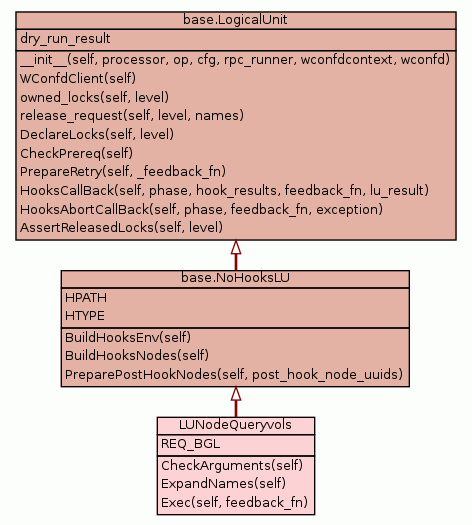 base.LogicalUnit
dry_run_result
__init__(self, processor, op, cfg, rpc_runner, wconfdcontext, wconfd)
WConfdClient(self)
owned_locks(self, level)
release_request(self, level, names)
DeclareLocks(self, level)
CheckPrereq(self)
PrepareRetry(self, _feedback_fn)
HooksCallBack(self, phase, hook_results, feedback_fn, lu_result)
HooksAbortCallBack(self, phase, feedback_fn, exception)
AssertReleasedLocks(self, level)
base.NoHooksLU
HPATH
HTYPE
BuildHooksEnv(self)
BuildHooksNodes(self)
PreparePostHookNodes(self, post_hook_node_uuids)
LUNodeQueryvols
REQ_BGL
CheckArguments(self)
ExpandNames(self)
Exec(self, feedback_fn)